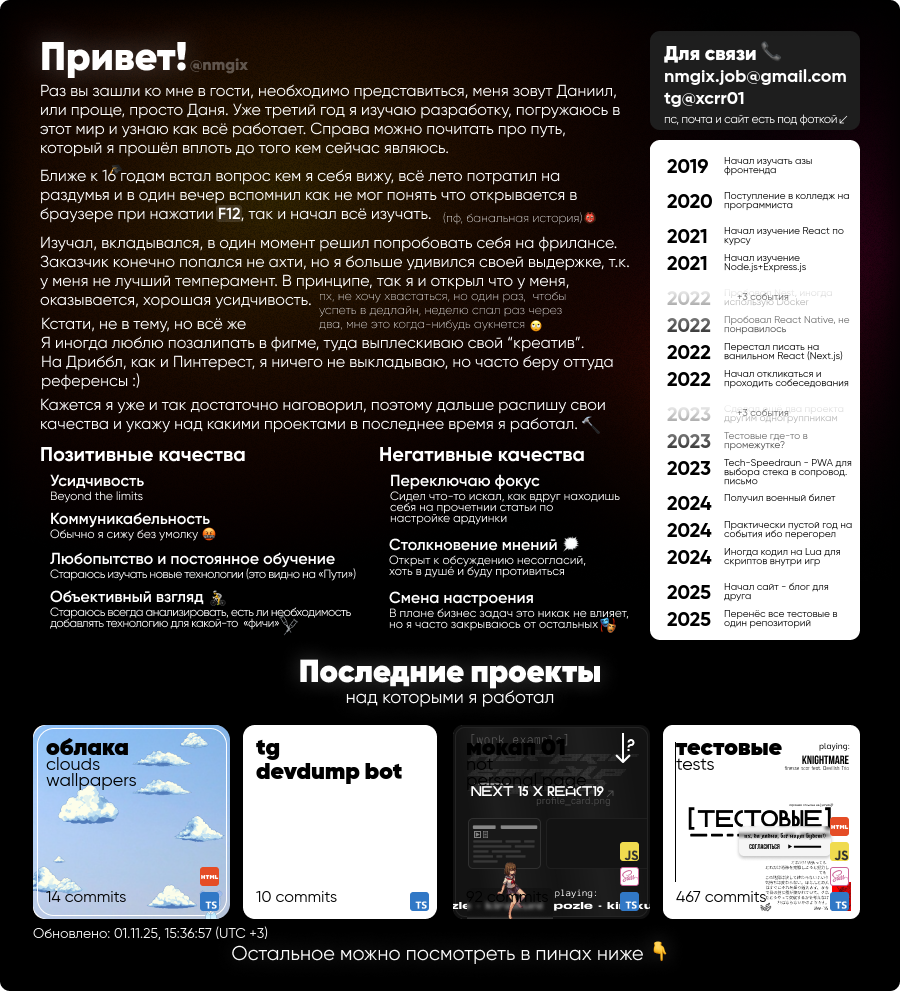 Привет! @nmgix
Раз вы зашли ко мне в гости, необходимо представиться, меня зовут Даниил,
или проще, просто Даня. Уже третий год я изучаю разработку, погружаюсь в
этот мир и узнаю как всё работает. Справа можно почитать про путь,
который я прошёл вплоть до того кем сейчас являюсь.
Ближе к 16 годам встал вопрос кем я себя вижу, всё лето потратил на
раздумья и в один вечер вспомнил как не мог понять что открывается в
браузере при нажатии F12, так и начал всё изучать. (пф, банальная история)👹
Изучал, вкладывался, в один момент решил попробовать себя на фрилансе.
Заказчик конечно попался не ахти, но я больше удивился своей выдержке, т.к.
у меня не лучший темперамент. В принципе, так я и открыл что у меня,
оказывается, хорошая усидчивость.
пх, не хочу хвастаться, но один раз, чтобы
успеть в дедлайн, неделю спал раз через
два, мне это когда-нибудь аукнется 🙄
Кстати, не в тему, но всё же
Я иногда люблю позалипать в фигме, туда выплескиваю свой “креатив”.
На Дриббл, как и Пинтерест, я ничего не выкладываю, но часто беру оттуда
референсы :)
Кажется я уже и так достаточно наговорил, поэтому дальше распишу свои
качества и укажу над какими проектами в последнее время я работал. 🔨
Позитивные качества
Усидчивость
Beyond the limits
Коммуникабельность
Обычно я сижу без умолку 🤬
Любопытство и постоянное обучение
Стараюсь изучать новые технологии (это видно на «Пути»)
Объективный взгляд
Стараюсь всегда анализировать, есть ли необходимость
добавлять технологию для какой-то «фичи»
Негативные качества
Переключаю фокус
Сидел что-то искал, как вдруг находишь
себя на прочетнии статьи по
настройке ардуинки
Столкновение мнений
Открыт к обсуждению несогласий,
хоть в душе и буду противиться
Смена настроения
В плане бизнес задач это никак не влияет,
но я часто закрываюсь от остальных🎭
Для связи 📞
nmgix.job@gmail.com
tg@xcrr01
пс, почта и сайт есть под фоткой↙
2019 Начал изучать азы
фронтенда
2020 Поступление в колледж на
программиста
2021 Начал изучение React по
курсу
2021 Начал изучение
Node.js+Express.js
2022 +3 события
использую Docker
2022 Пробовал React Native, не
понравилось
2022 Перестал писать на
ванильном React (Next.js)
2022 Начал откликаться и
проходить собеседования
2023 +3 события
другим одногруппникам
2023 Тестовые где-то в
промежутке?
2023 Tech-Speedraun - PWA для
выбора стека в сопровод.
письмо
2024 Получил военный билет
2024 Практически пустой год на
события ибо перегорел
2024 Иногда кодил на Lua для
скриптов внутри игр
2025 Начал сайт - блог для
друга
2025 Перенёс все тестовые в
один репозиторий
Последние проекты
над которыми я работал
облака
clouds
wallpapers
14 commits
HTML
TS
tg
devdump bot
10 commits
TS
[work example]
мокап 01
not
personal page
NEXT 15 X REACT19
profile_card.png
?
92 commits
playing:
JS
Sass
TS
тестовые
tests
playing:
KNIGHTMARE
[ТЕСТОВЫЕ]
СОГЛАСИТЬСЯ
467 commits
HTML
JS
Sass
TS
Обновлено: 01.11.25, 15:36:57 (UTC +3)
Остальное можно посмотреть в пинах ниже 👇